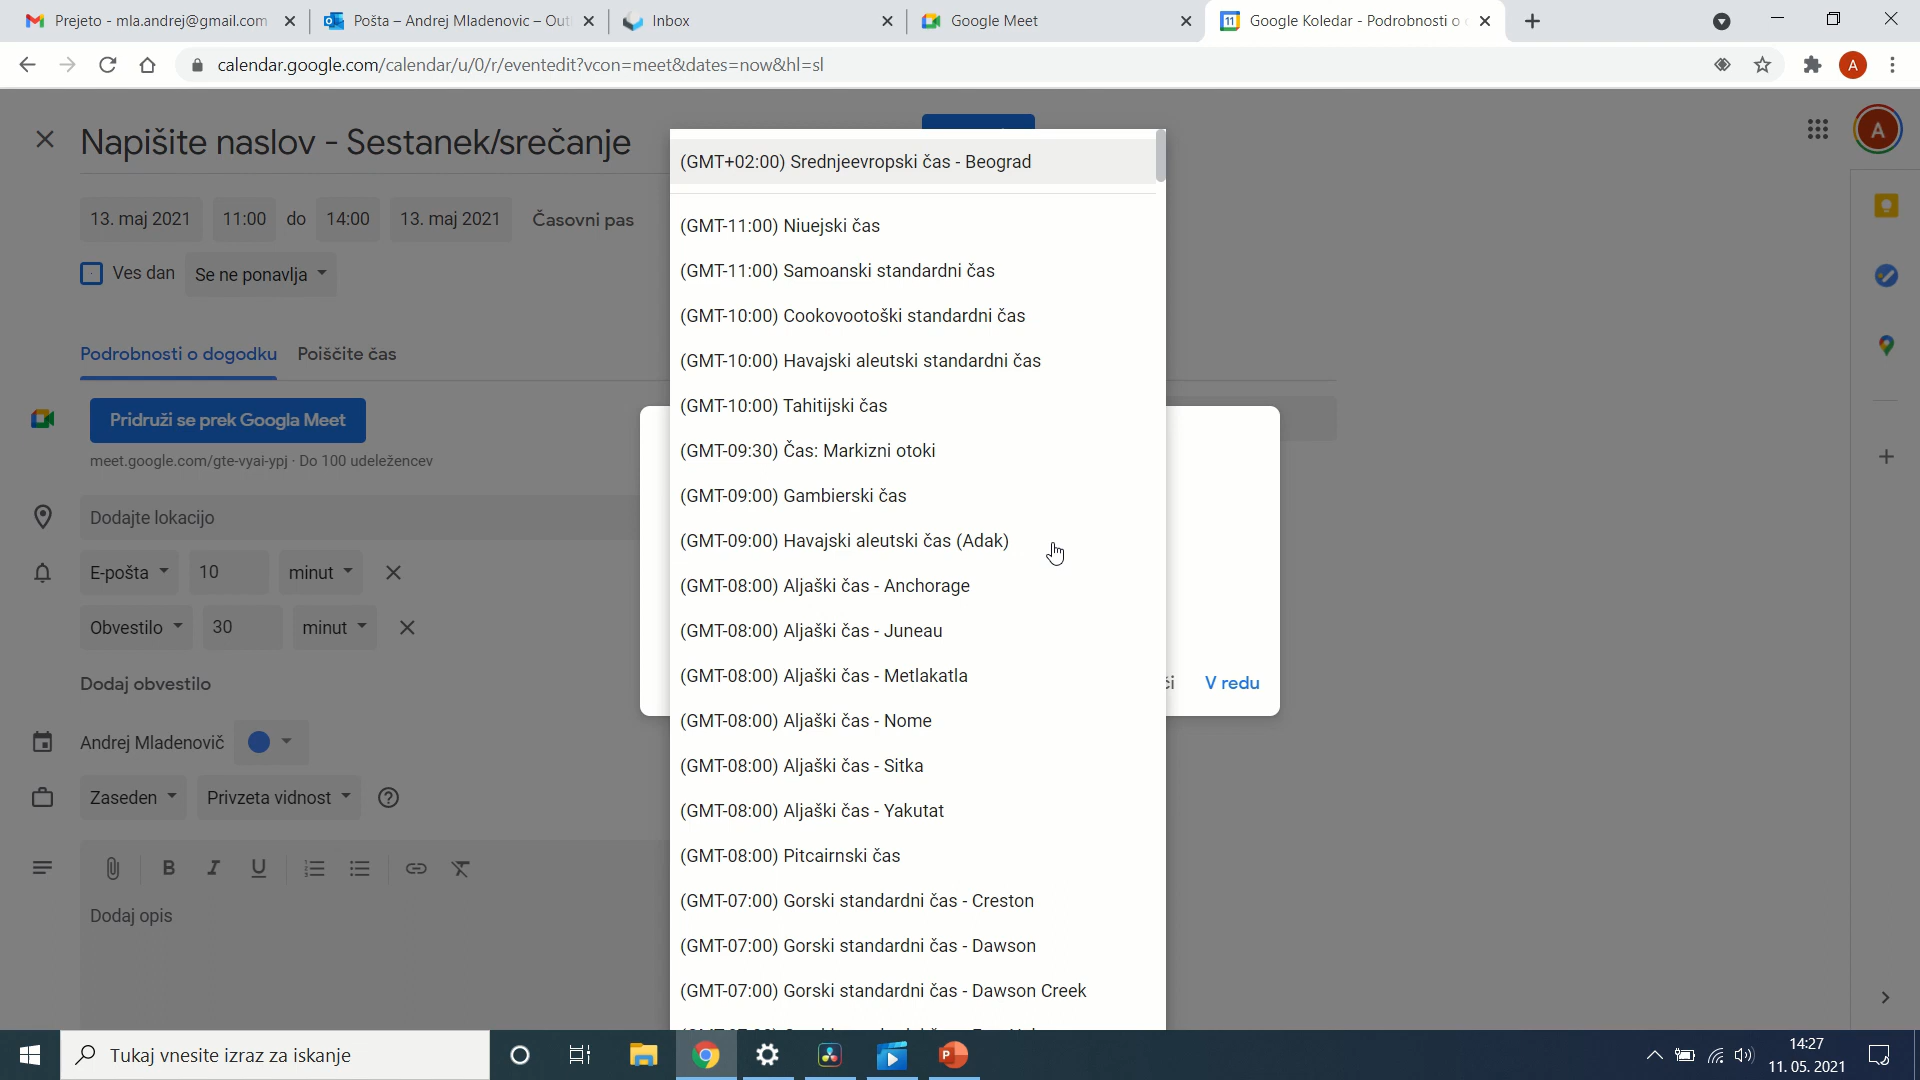 Prejeto - mla.andrej@gmail.com
Pošta – Andrej Mladenovic – Out
Inbox
Google Meet
Google Koledar - Podrobnosti o
calendar.google.com/calendar/u/0/r/eventedit?vcon=meet&dates=now&hl=sl
A
Napišite naslov - Sestanek/srečanje
A
13. maj 2021 11:00 do 14:00 13. maj 2021 Časovni pas
Ves dan Se ne ponavlja
Podrobnosti o dogodku Poiščite čas
Pridruži se prek Googla Meet
meet.google.com/gte-vyai-ypj · Do 100 udeležencev
Dodajte lokacijo
E-pošta 10 minut
Obvestilo 30 minut
Dodaj obvestilo
Andrej Mladenovič
Zaseden Privzeta vidnost
Dodaj opis
(GMT+02:00) Srednjeevropski čas - Beograd
(GMT-11:00) Niuejski čas
(GMT-11:00) Samoanski standardni čas
(GMT-10:00) Cookovootoški standardni čas
(GMT-10:00) Havajski aleutski standardni čas
(GMT-10:00) Tahitijski čas
(GMT-09:30) Čas: Markizni otoki
(GMT-09:00) Gambierski čas
(GMT-09:00) Havajski aleutski čas (Adak)
(GMT-08:00) Aljaški čas - Anchorage
(GMT-08:00) Aljaški čas - Juneau
(GMT-08:00) Aljaški čas - Metlakatla
(GMT-08:00) Aljaški čas - Nome
(GMT-08:00) Aljaški čas - Sitka
(GMT-08:00) Aljaški čas - Yakutat
(GMT-08:00) Pitcairnski čas
(GMT-07:00) Gorski standardni čas - Creston
(GMT-07:00) Gorski standardni čas - Dawson
(GMT-07:00) Gorski standardni čas - Dawson Creek
V redu
Tukaj vnesite izraz za iskanje
14:27
11. 05. 2021